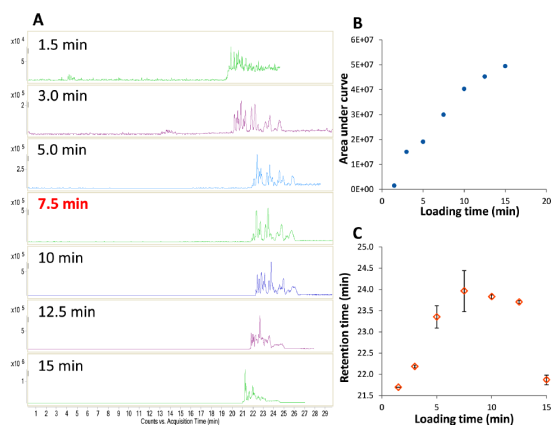 A
x10 4
5
1.5 min
x10 5
2
3.0 min
x10 5
2.5
5.0 min
x10 5
5
7.5 min
x10 5
5
10 min
x10 5
5
12.5 min
x10 6
1
15 min
1 2 3 4 5 6 7 8 9 10 11 12 13 14 15 16 17 18 19 20 21 22 23 24 25 26 27 28 29
Counts vs. Acquisition Time (min)
B
Area under curve
6E+07
5E+07
4E+07
3E+07
2E+07
1E+07
0E+00
0 5 10 15 20
Loading time (min)
C
Retention time (min)
25.0
24.5
24.0
23.5
23.0
22.5
22.0
21.5
0 5 10 15
Loading time (min)